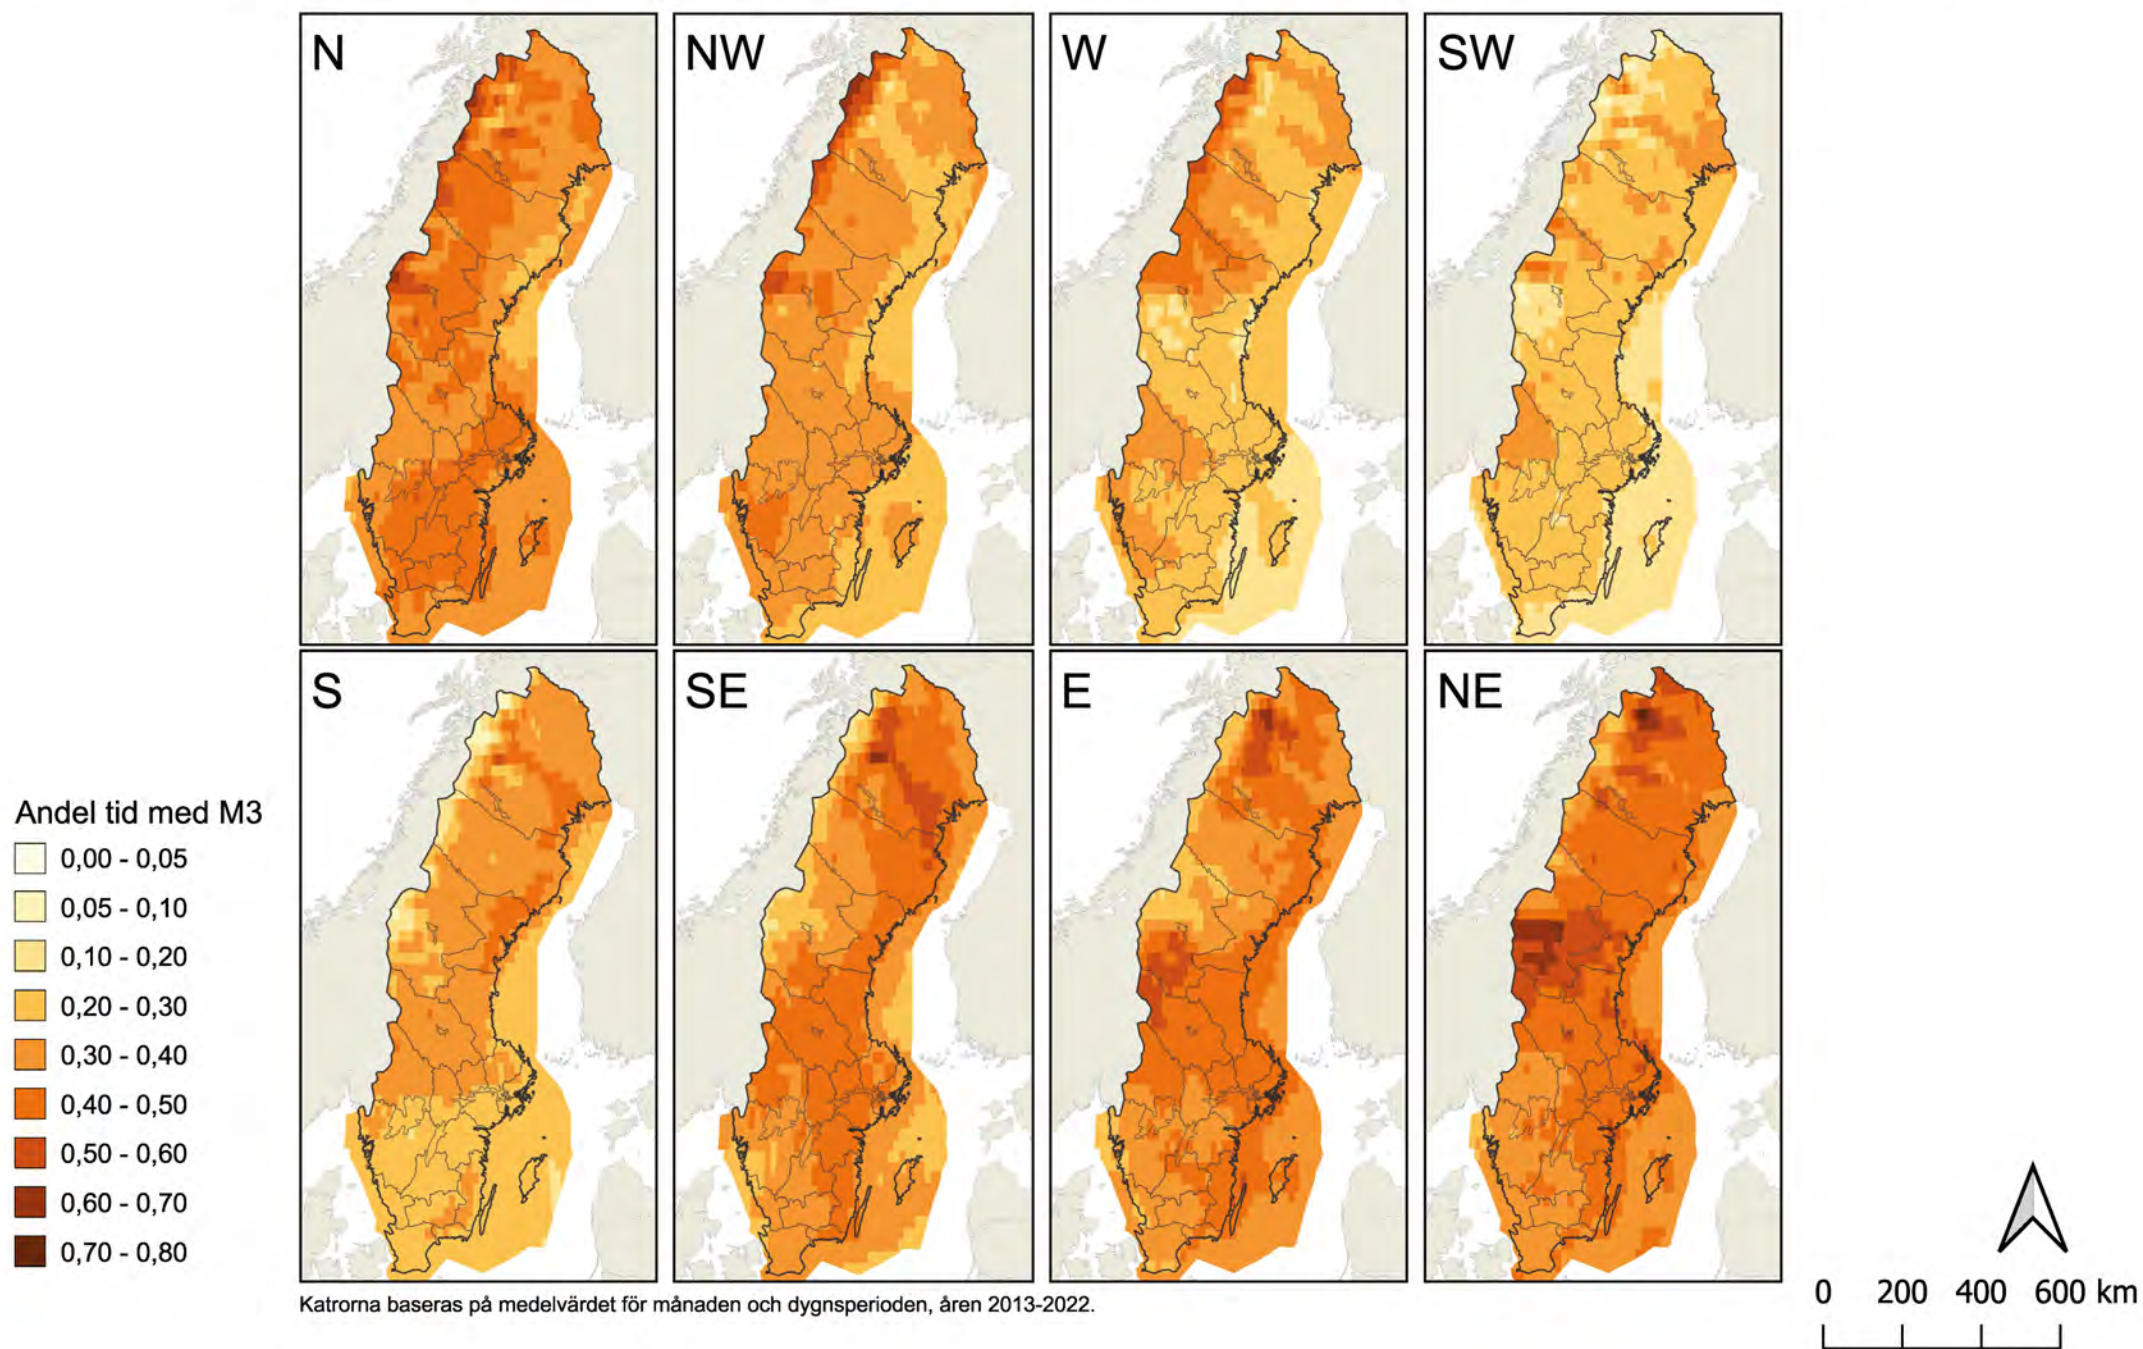 N
NW
W
SW
S
SE
E
NE
Andel tid med M3
0,00 - 0,05
0,05 - 0,10
0,10 - 0,20
0,20 - 0,30
0,30 - 0,40
0,40 - 0,50
0,50 - 0,60
0,60 - 0,70
0,70 - 0,80
Katrorna baseras på medelvärdet för månaden och dygnsperioden, åren 2013-2022.
0 200 400 600 km